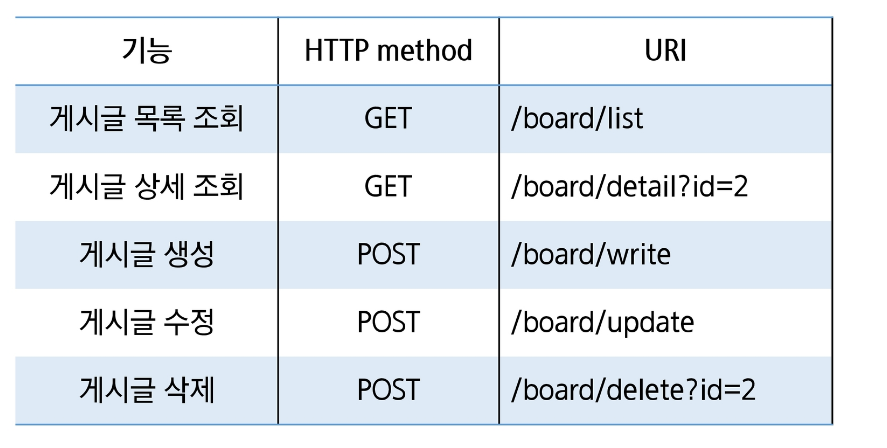 기능 HTTP method URI
게시글 목록 조회 GET /board/list
게시글 상세 조회 GET /board/detail?id=2
게시글 생성 POST /board/write
게시글 수정 POST /board/update
게시글 삭제 POST /board/delete?id=2